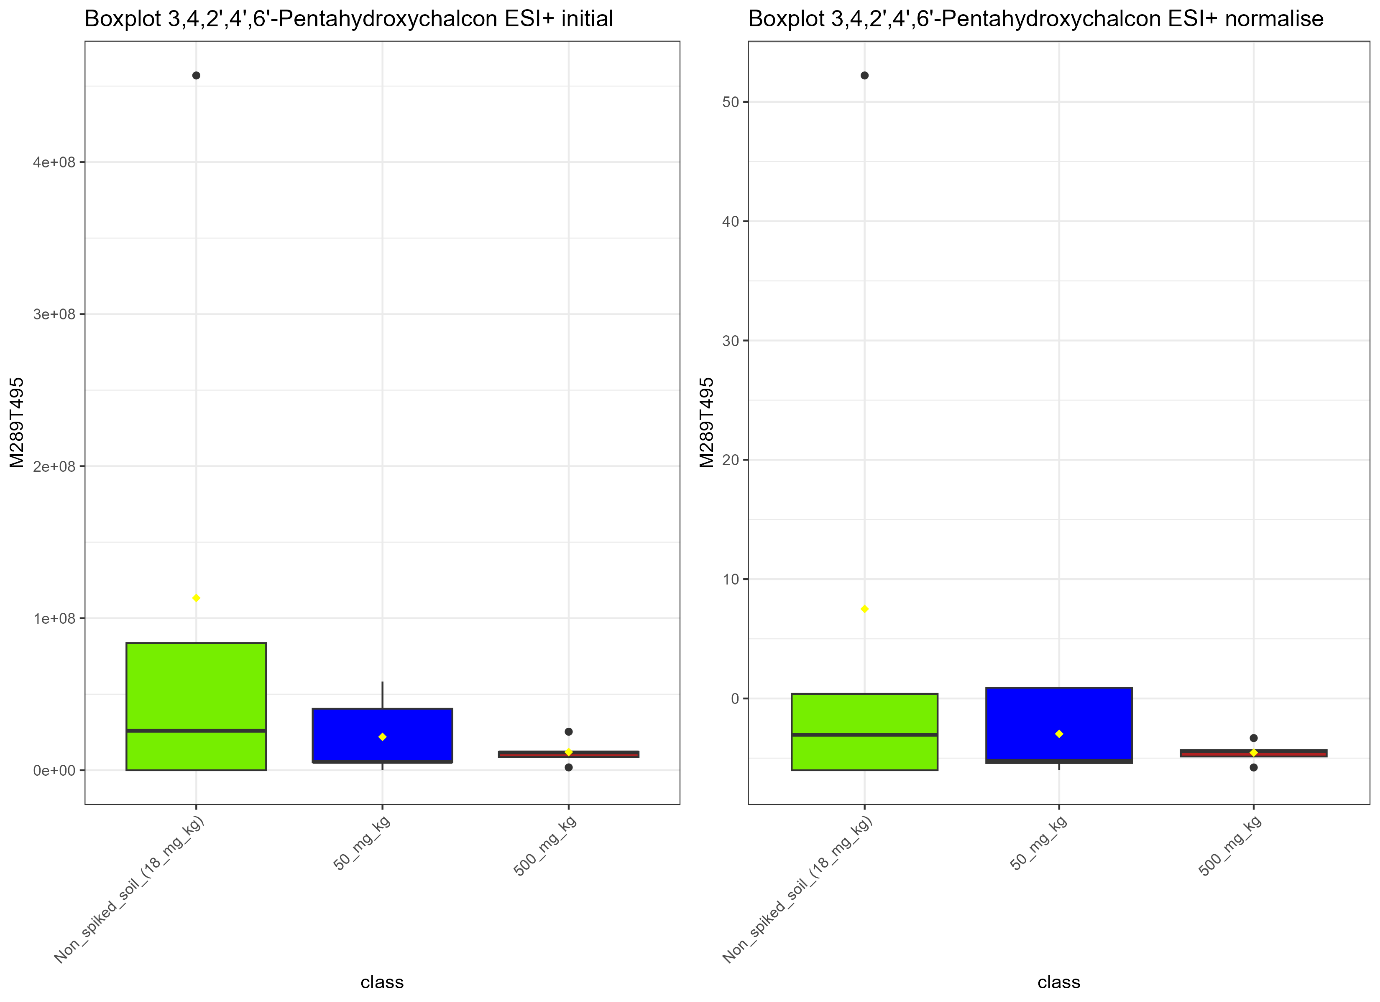 Boxplot 3,4,2',4',6'-Pentahydroxychalcon ESI+ initial
M289T495
4e+08
3e+08
2e+08
1e+08
0e+00
Non_spiked_soil_(18_mg_kg)
50_mg_kg
500_mg_kg
class
Boxplot 3,4,2',4',6'-Pentahydroxychalcon ESI+ normalise
M289T495
50
40
30
20
10
0
Non_spiked_soil_(18_mg_kg)
50_mg_kg
500_mg_kg
class